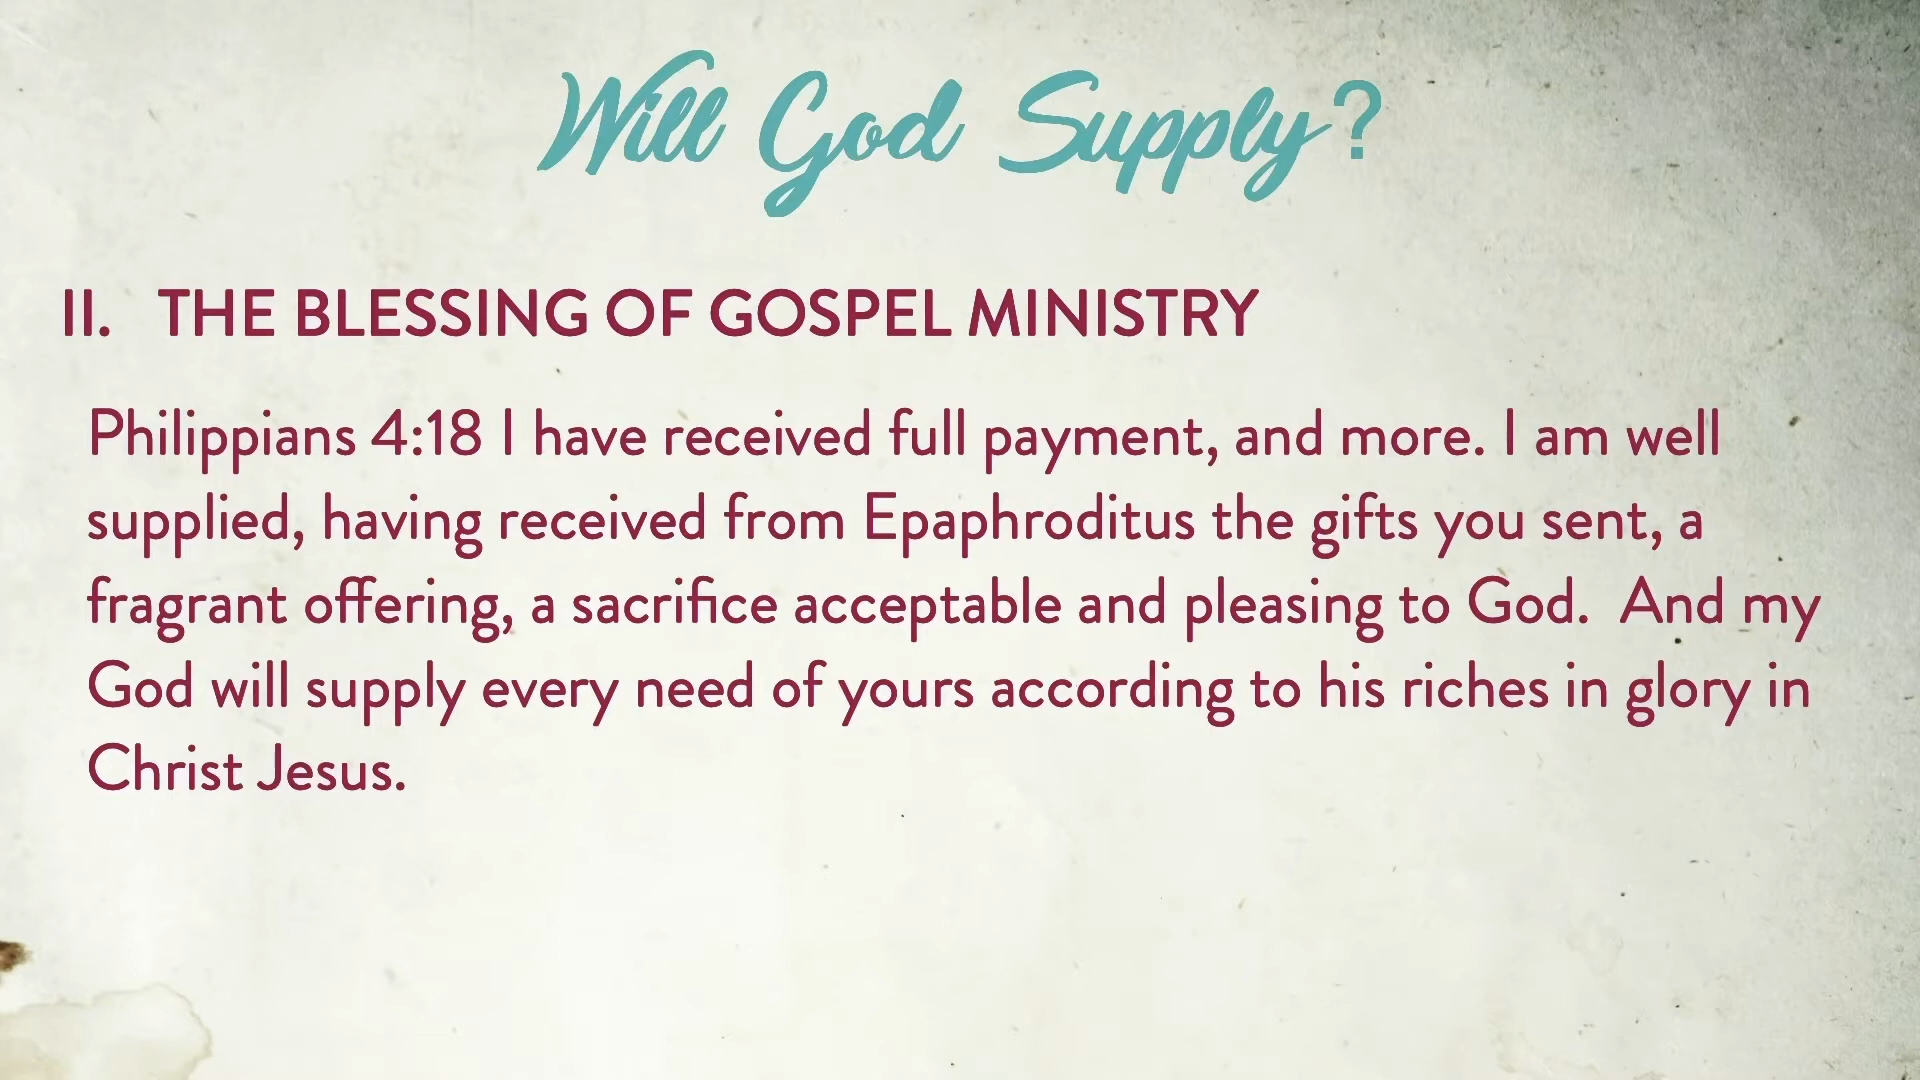 Will God Supply?
II. THE BLESSING OF GOSPEL MINISTRY
Philippians 4:18 I have received full payment, and more. I am well
supplied, having received from Epaphroditus the gifts you sent, a
fragrant offering, a sacrifice acceptable and pleasing to God.  And my
God will supply every need of yours according to his riches in glory in
Christ Jesus.